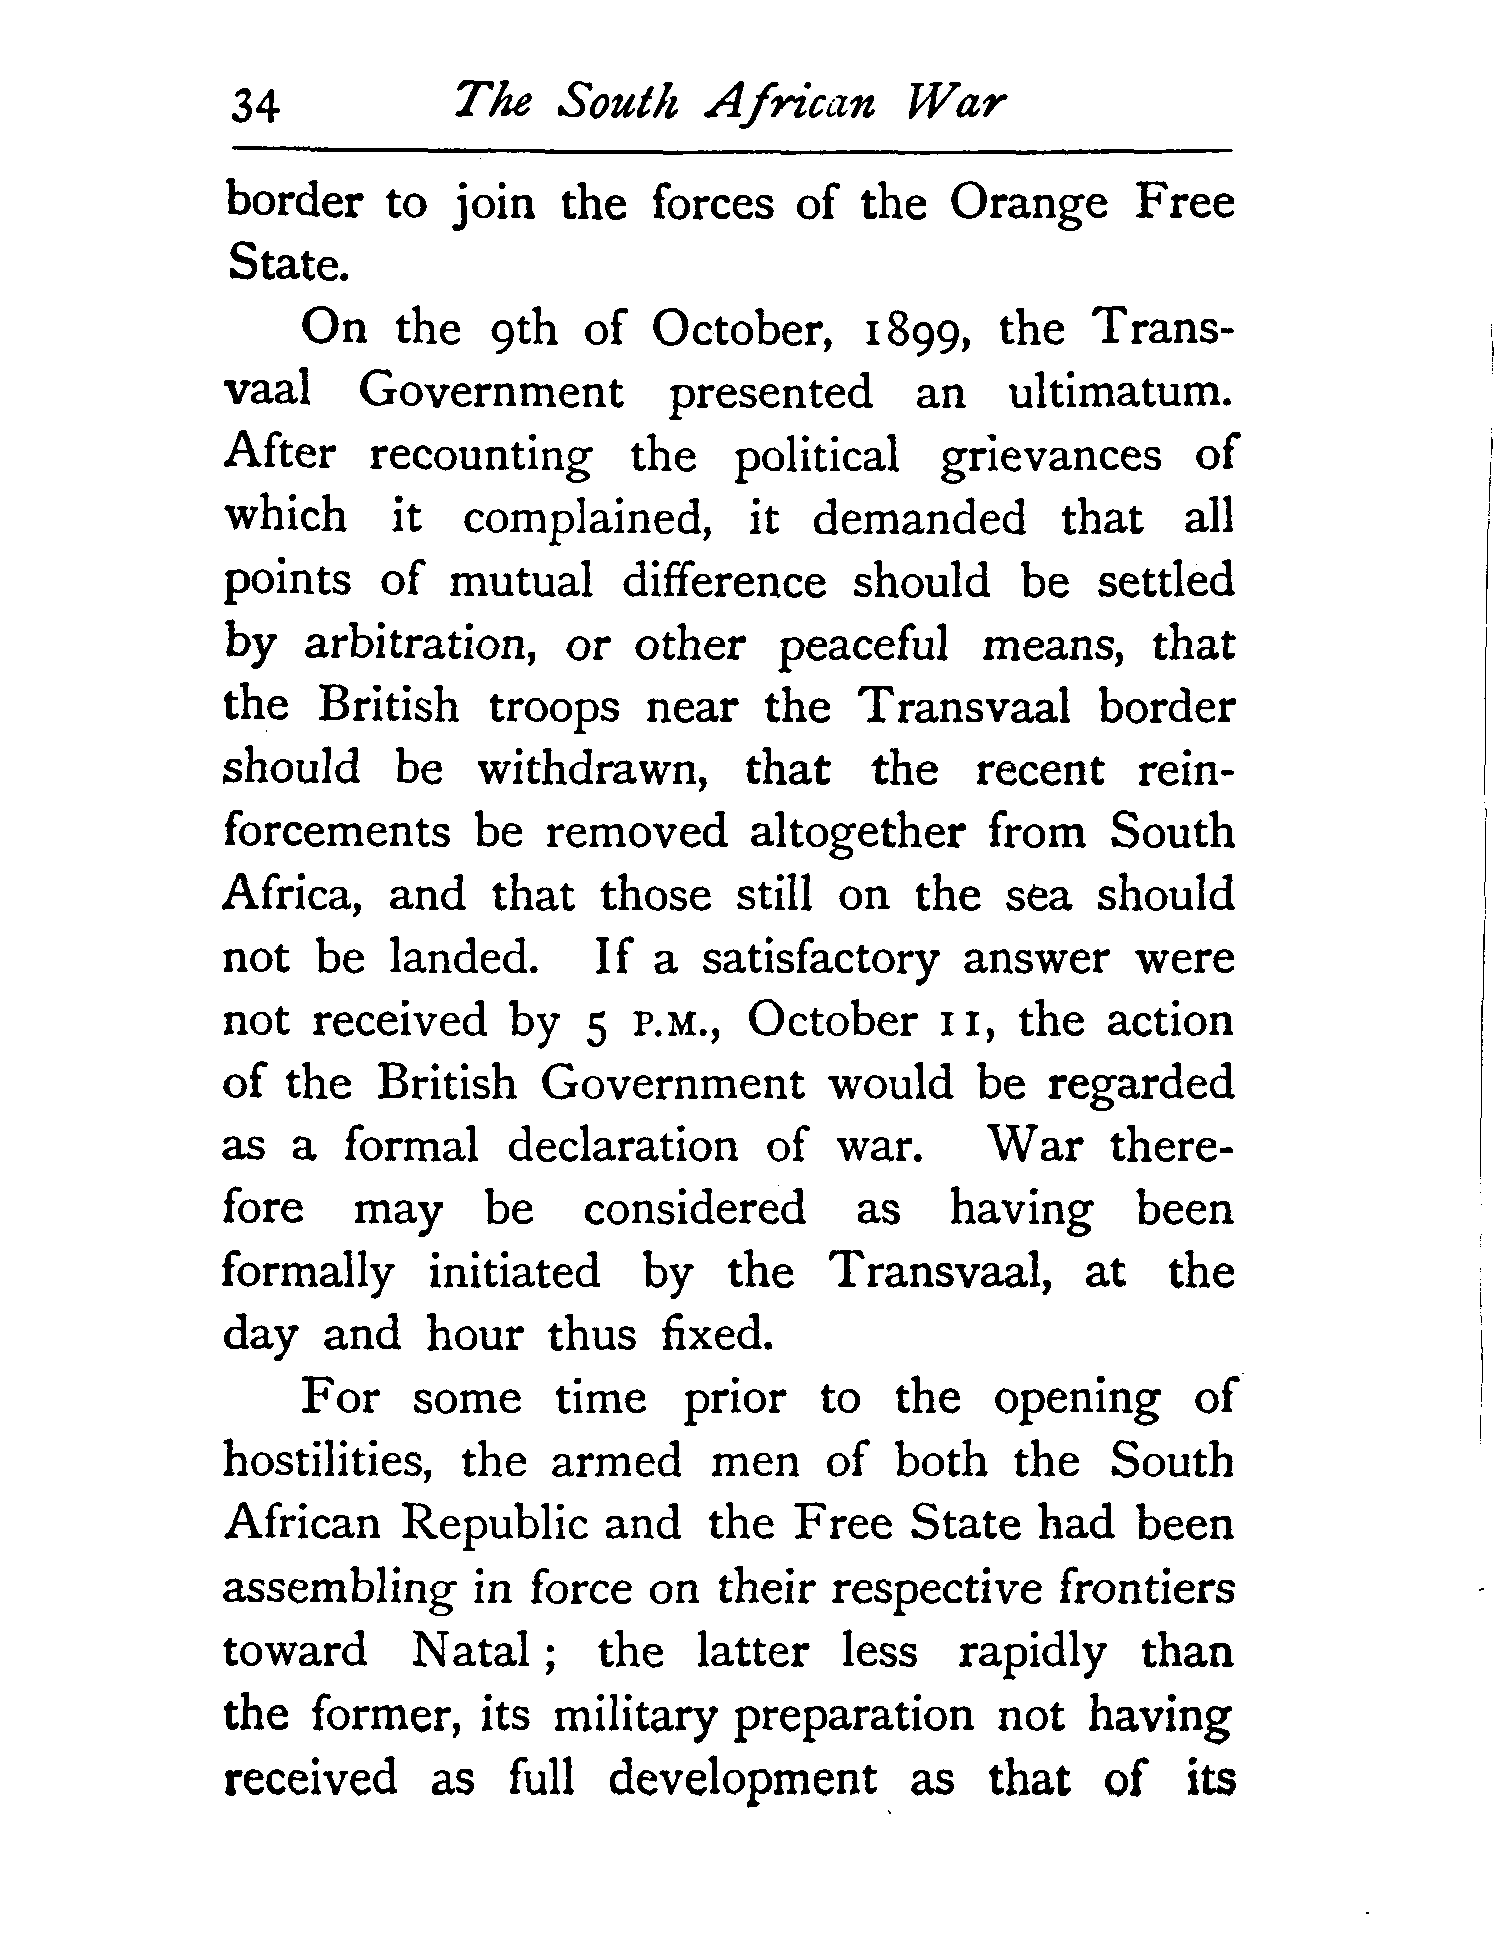 34 The South African War
border to join the forces of the Orange Free
State.
On the 9th of October, 1899, the Trans-
vaal Government presented an ultimatum.
After recounting the political grievances of
which it complained, it demanded that all
points of mutual difference should be settled
by arbitration, or other peaceful means, that
the British troops near the Transvaal border
should be withdrawn, that the recent rein-
forcements be removed altogether from South
Africa, and that those still on the sea should
not be landed. If a satisfactory answer were
not received by 5 P.M., October 11, the action
of the British Government would be regarded
as a formal declaration of war. War there-
fore may be considered as having been
formally initiated by the Transvaal, at the
day and hour thus fixed.
For some time prior to the opening of
hostilities, the armed men of both the South
African Republic and the Free State had been
assembling in force on their respective frontiers
toward Natal ; the latter less rapidly than
the former, its military preparation not having
received as full development as that of its